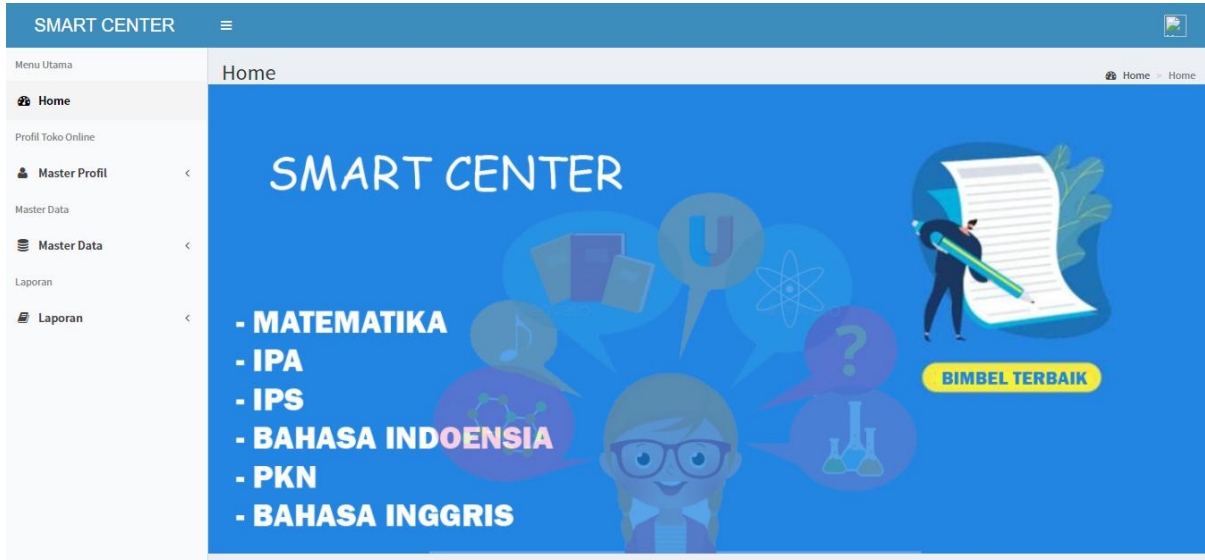 SMART CENTER
Menu Utama
Home
Profil Toko Online
Master Profil
Master Data
Master Data
Laporan
Laporan
Home
Home > Home
SMART CENTER
- MATEMATIKA
- IPA
- IPS
- BAHASA INDOENSIA
- PKN
- BAHASA INGGRIS
U
?
BIMBEL TERBAIK